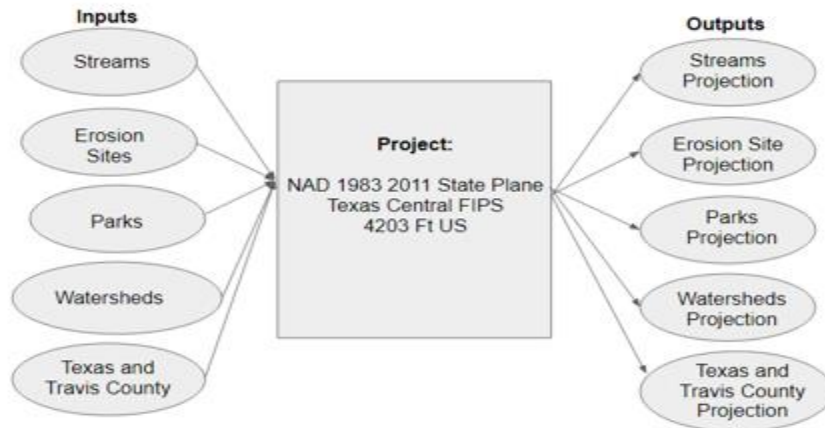 Inputs
Streams
Erosion
Sites
Parks
Watersheds
Texas and
Travis County
Project:
NAD 1983 2011 State Plane
Texas Central FIPS
4203 Ft US
Outputs
Streams
Projection
Erosion Site
Projection
Parks
Projection
Watersheds
Projection
Texas and
Travis County
Projection